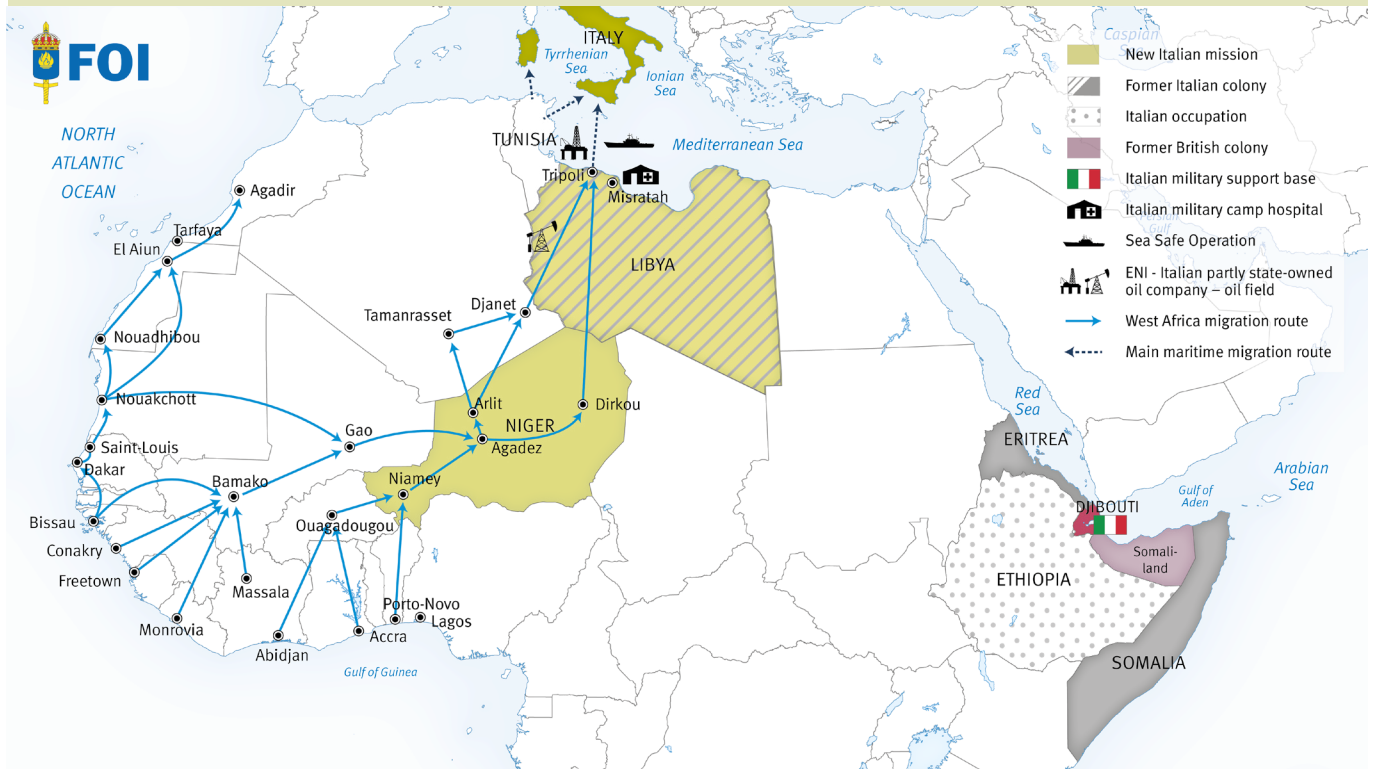 FOI
NORTH
ATLANTIC
OCEAN
ITALY
Tyrrhenian
Sea
Ionian
Sea
Mediterranean Sea
TUNISIA
Tripoli
Misratah
LIBYA
Agadir
Tarfaya
El Aiun
Nouadhibou
Nouakchott
Saint-Louis
Dakar
Bissau
Conakry
Freetown
Monrovia
Massala
Bamako
Gao
Abidjan
Accra
Ouagadougou
Porto-Novo
Lagos
Gulf of Guinea
Niamey
Agadez
NIGER
Arlit
Dirkou
Tamanrasset
Djanet
Red
Sea
ERITREA
DJIBOUTI
Gulf of
Aden
Arabian
Sea
Somali-
land
ETHIOPIA
SOMALIA
Caspian
Persian
Gulf
New Italian mission
Former Italian colony
Italian occupation
Former British colony
Italian military support base
Italian military camp hospital
Sea Safe Operation
ENI - Italian partly state-owned
oil company – oil field
West Africa migration route
Main maritime migration route